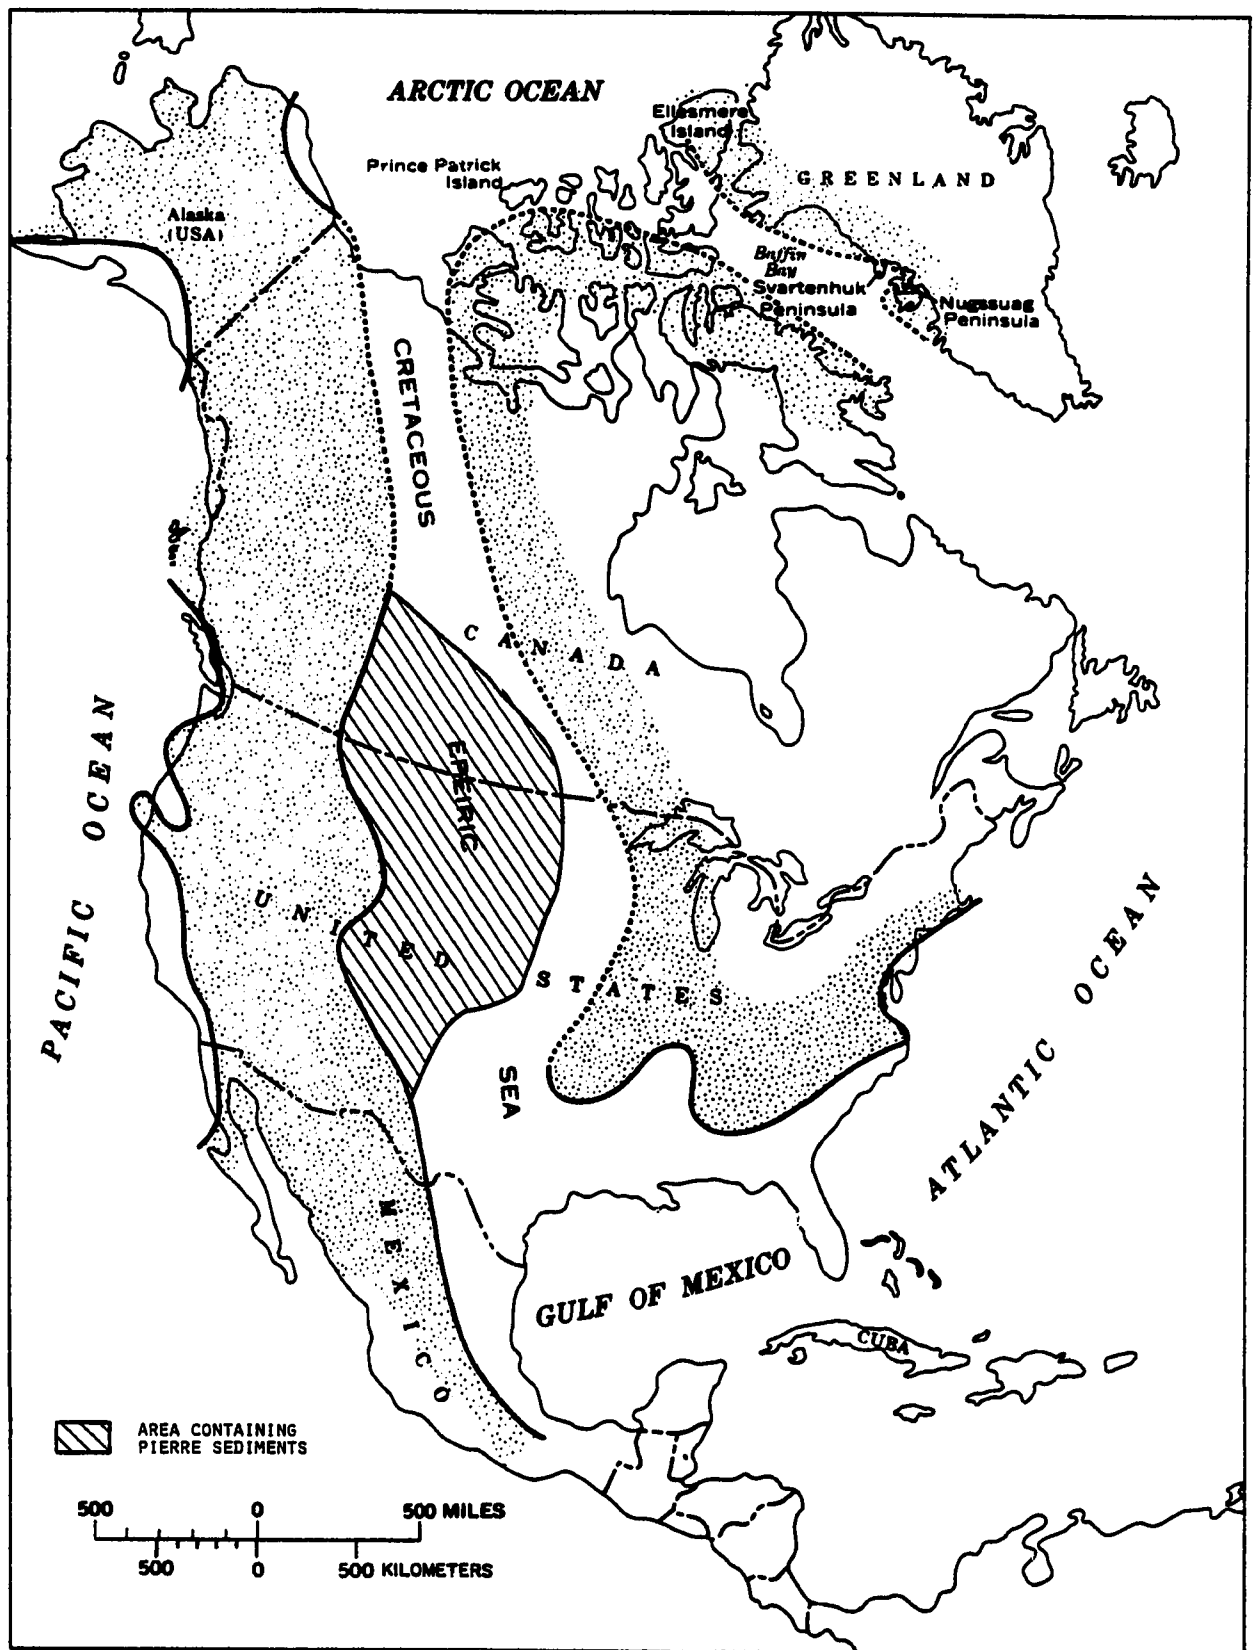 ARCTIC OCEAN
Ellesmere
Island
Prince Patrick
Island
GREENLAND
Alaska
(USA)
Baffin
Bay
Svartenhuk
Peninsula
Nugssuaq
Peninsula
CRETACEOUS
CANADA
EPEIRIC
PACIFIC OCEAN
UNITED STATES
SEA
ATLANTIC OCEAN
MEXICO
GULF OF MEXICO
CUBA
AREA CONTAINING
PIERRE SEDIMENTS
500 0 500 MILES
500 0 500 KILOMETERS